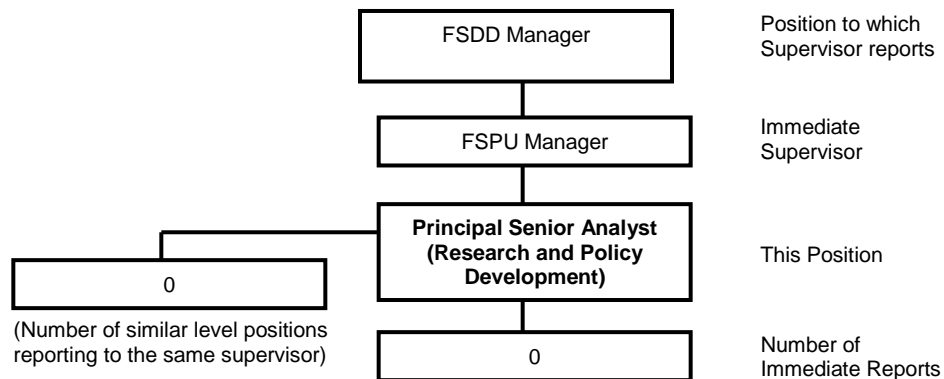 FSDD Manager
Position to which
Supervisor reports
FSPU Manager
Immediate
Supervisor
Principal Senior Analyst
(Research and Policy
Development)
This Position
0
(Number of similar level positions
reporting to the same supervisor)
0
Number of
Immediate Reports